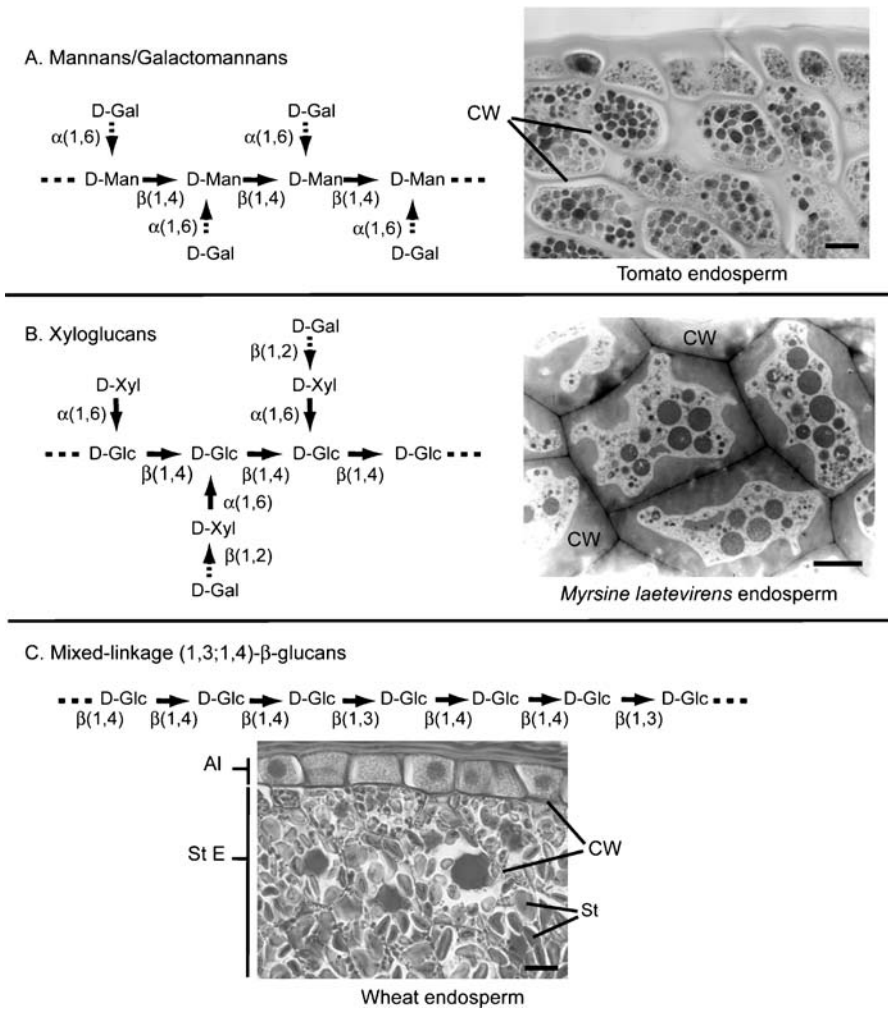 A. Mannans/Galactomannans
D-Gal D-Gal
α(1,6) α(1,6)
D-Man D-Man D-Man D-Man
β(1,4) β(1,4) β(1,4)
α(1,6) α(1,6)
D-Gal D-Gal
CW
Tomato endosperm
B. Xyloglucans
D-Gal
β(1,2)
D-Xyl D-Xyl
α(1,6) α(1,6)
D-Glc D-Glc D-Glc D-Glc
β(1,4) β(1,4) β(1,4)
α(1,6)
D-Xyl
β(1,2)
D-Gal
CW
CW
Myrsine laetevirens endosperm
C. Mixed-linkage (1,3;1,4)-β-glucans
D-Glc D-Glc D-Glc D-Glc D-Glc D-Glc D-Glc
β(1,4) β(1,4) β(1,4) β(1,3) β(1,4) β(1,4) β(1,3)
Al
St E
CW
St
Wheat endosperm